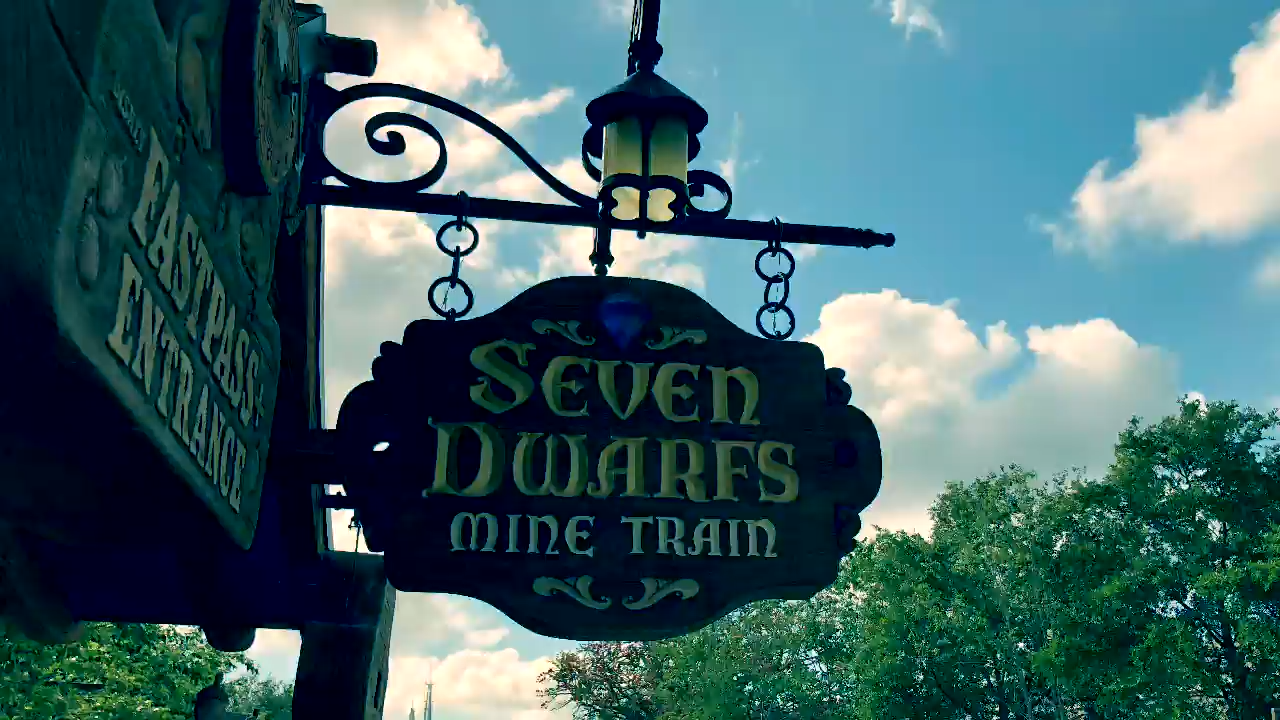 FASTPASS
ENTRANCE
SEVEN
DWARFS
MINE TRAIN